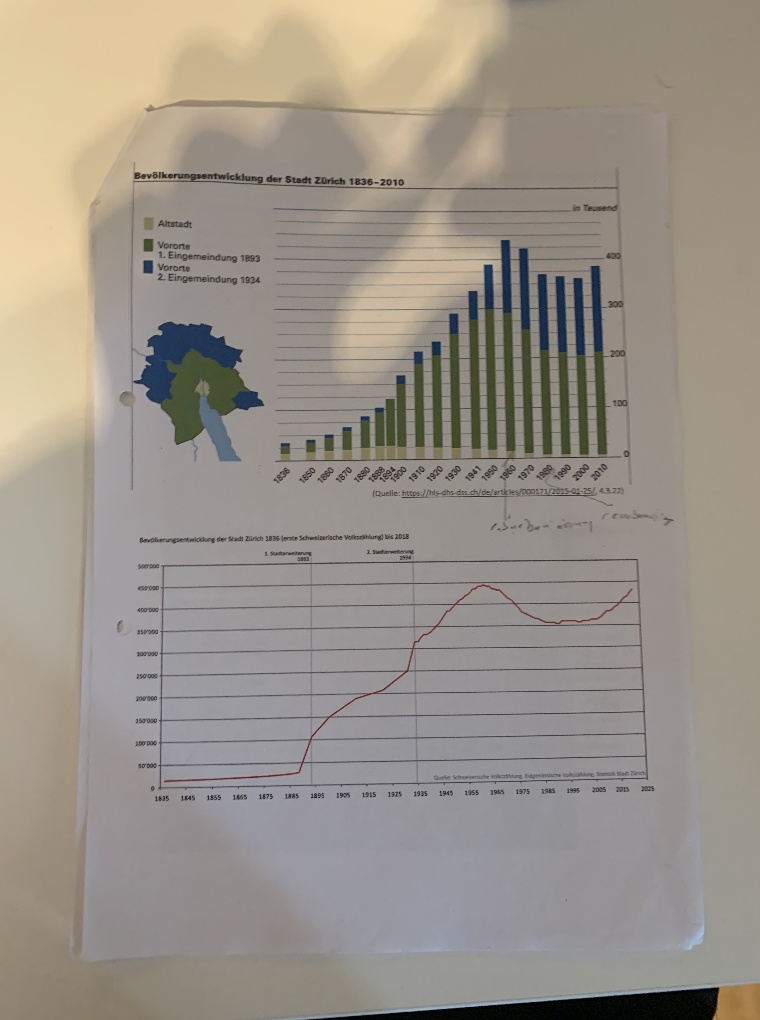 Bevölkerungsentwicklung der Stadt Zürich 1836–2010
in Tausend
Altstadt
Vororte
1. Eingemeindung 1893
Vororte
2. Eingemeindung 1934
400
300
200
100
0
1836 1850 1860 1870 1880 1888 1894 1900 1910 1920 1930 1941 1950 1960 1970 1980 1990 2000 2010
(Quelle: https://hls-dhs-dss.ch/de/articles/000171/2015-01-25/, 4.3.22)
Bevölkerungsentwicklung der Stadt Zürich 1836 (erste Schweizerische Volkszählung) bis 2018
1. Stadterweiterung
1893
2. Stadterweiterung
1934
500'000
450'000
400'000
350'000
300'000
250'000
200'000
150'000
100'000
50'000
0
Quelle: Schweizerische Volkszählung, Eidgenössische Volkszählung, Statistik Stadt Zürich
1835 1845 1855 1865 1875 1885 1895 1905 1915 1925 1935 1945 1955 1965 1975 1985 1995 2005 2015 2025